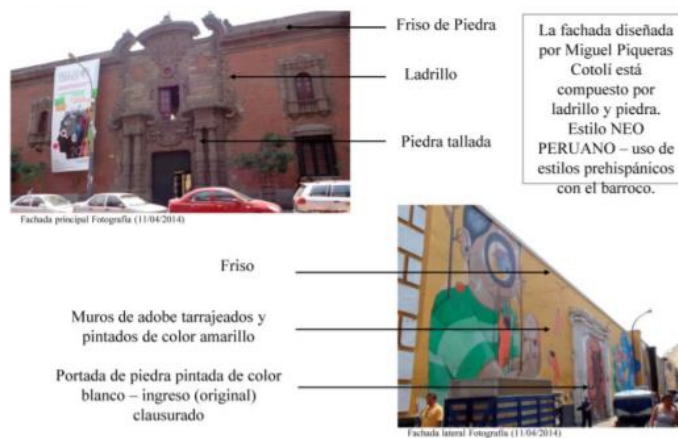 Friso de Piedra
Ladrillo
Piedra tallada
La fachada diseñada
por Miguel Piqueras
Cotolí está
compuesto por
ladrillo y piedra.
Estilo NEO
PERUANO – uso de
estilos prehispánicos
con el barroco.
Fachada principal Fotografía (11/04/2014)
Friso
Muros de adobe tarrajeados y
pintados de color amarillo
Portada de piedra pintada de color
blanco – ingreso (original)
clausurado
Fachada lateral Fotografía (11/04/2014)